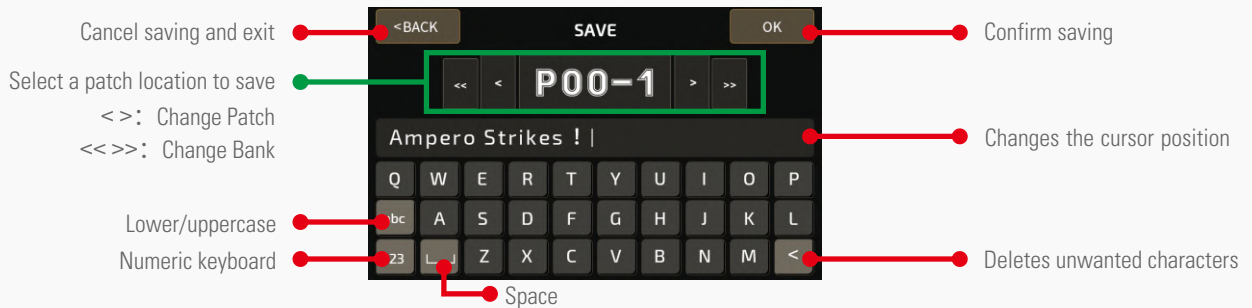 Cancel saving and exit
<BACK
SAVE
OK
Confirm saving
Select a patch location to save
< >: Change Patch
<< >>: Change Bank
<< < P00-1 > >>
Ampero Strikes ! |
Changes the cursor position
Q W E R T Y U I O P
Lower/uppercase
abc A S D F G H J K L
Numeric keyboard
123 Z X C V B N M <
Deletes unwanted characters
Space